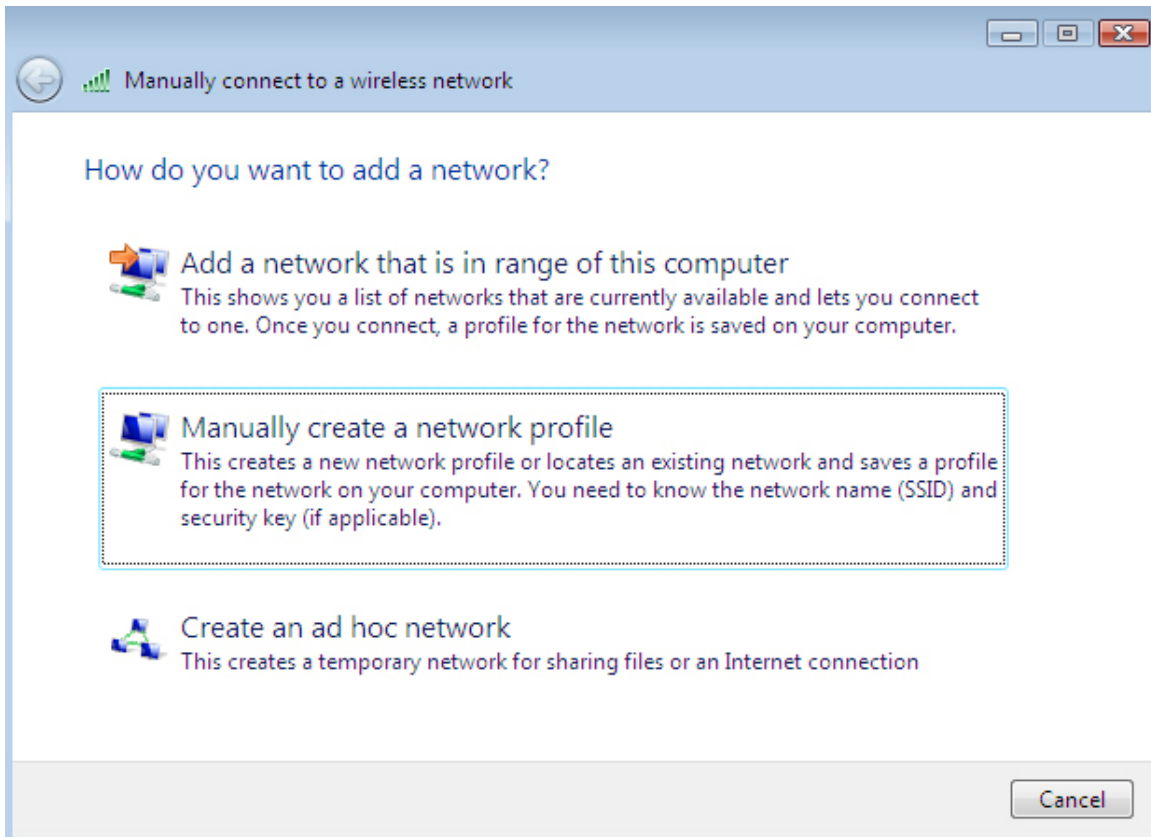 Manually connect to a wireless network
How do you want to add a network?
Add a network that is in range of this computer
This shows you a list of networks that are currently available and lets you connect
to one. Once you connect, a profile for the network is saved on your computer.
Manually create a network profile
This creates a new network profile or locates an existing network and saves a profile
for the network on your computer. You need to know the network name (SSID) and
security key (if applicable).
Create an ad hoc network
This creates a temporary network for sharing files or an Internet connection
Cancel